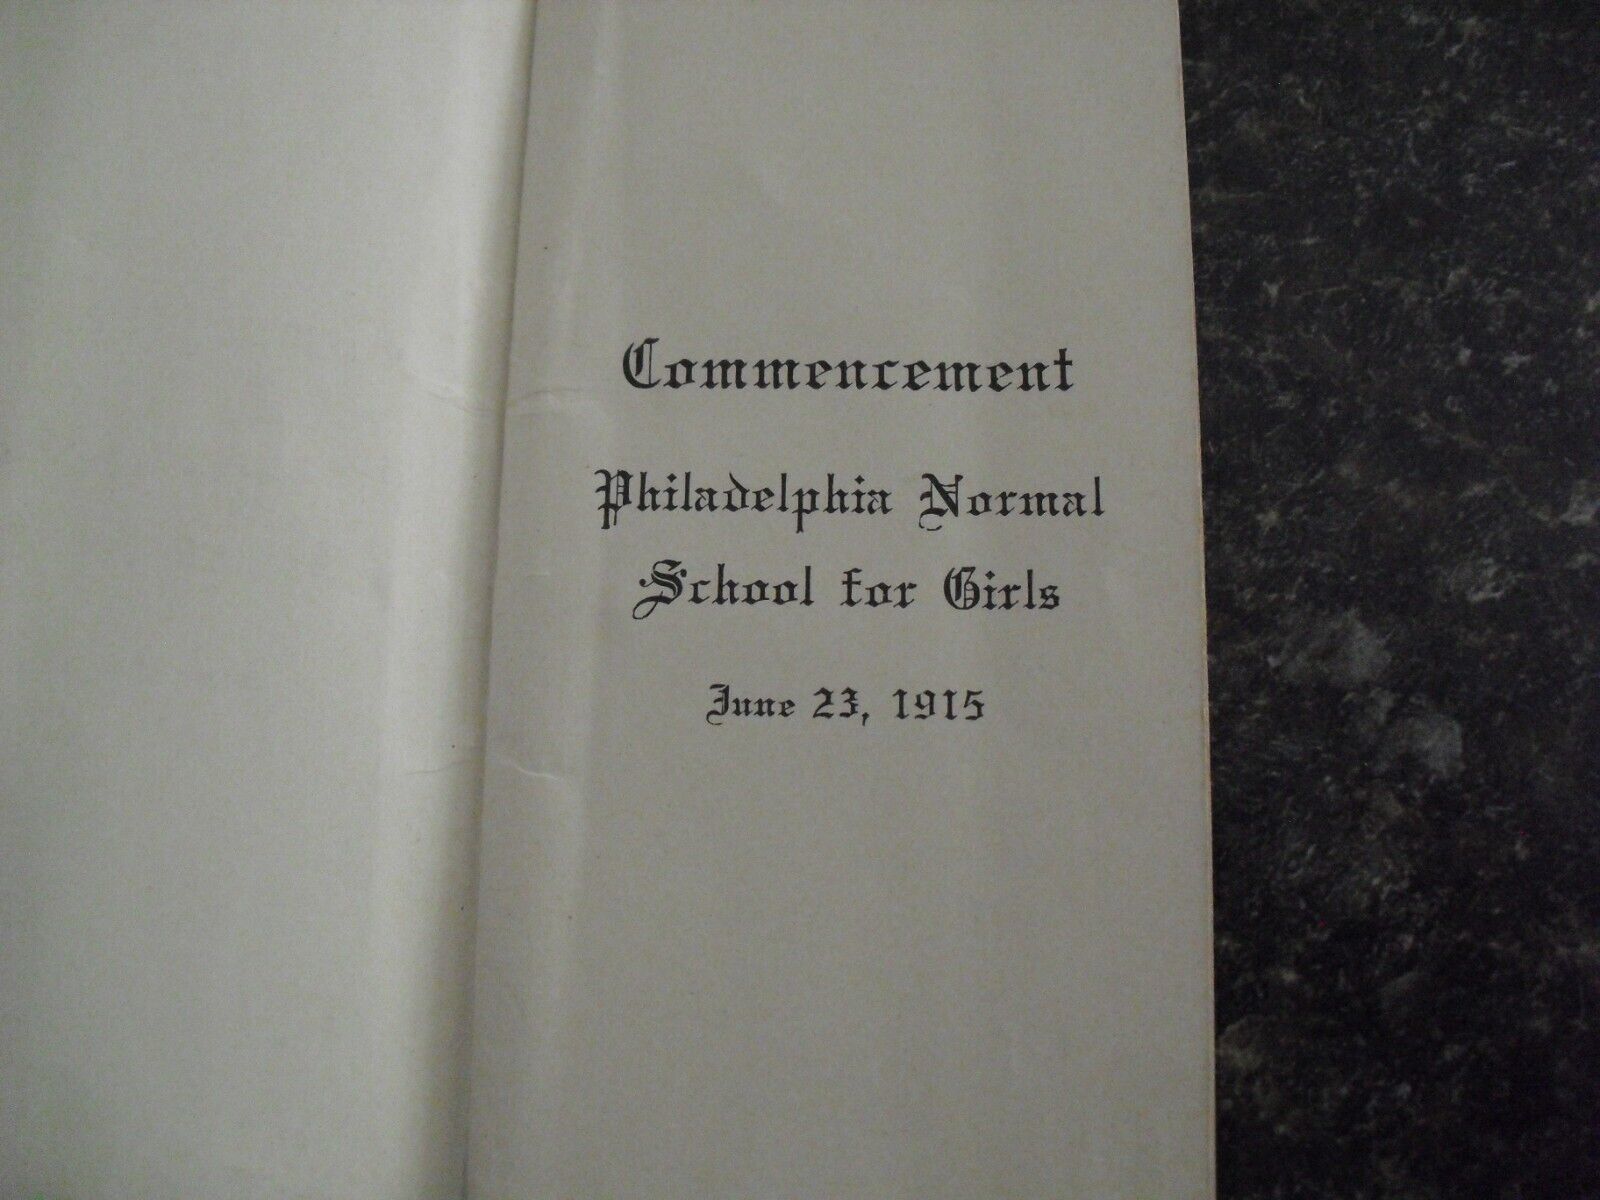 Commencement
Philadelphia Normal
School for Girls
June 23, 1915